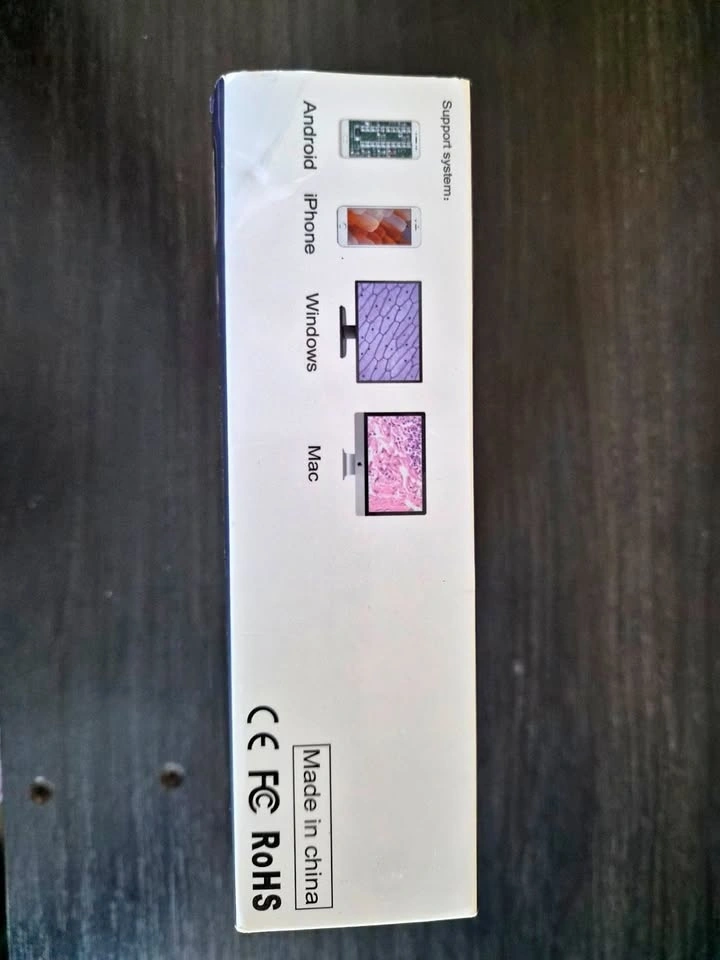 Support system:
Android iPhone Windows Mac
Made in china
CE FC RoHS